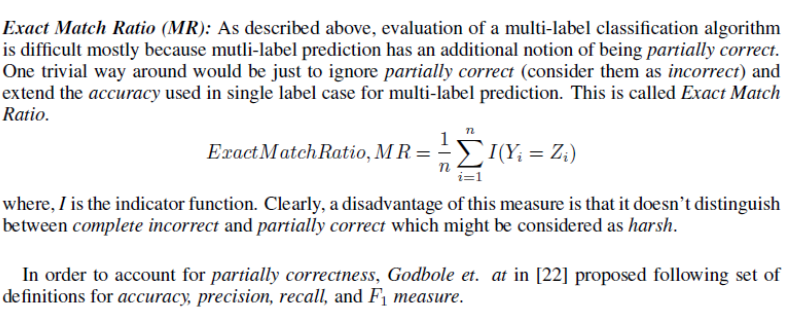 Exact Match Ratio (MR): As described above, evaluation of a multi-label classification algorithm
is difficult mostly because mutli-label prediction has an additional notion of being partially correct.
One trivial way around would be just to ignore partially correct (consider them as incorrect) and
extend the accuracy used in single label case for multi-label prediction. This is called Exact Match
Ratio.
ExactMatchRatio, MR = \frac{1}{n} \sum_{i=1}^{n} I(Y_i = Z_i)
where, I is the indicator function. Clearly, a disadvantage of this measure is that it doesn't distinguish
between complete incorrect and partially correct which might be considered as harsh.
In order to account for partially correctness, Godbole et. at in [22] proposed following set of
definitions for accuracy, precision, recall, and F₁ measure.